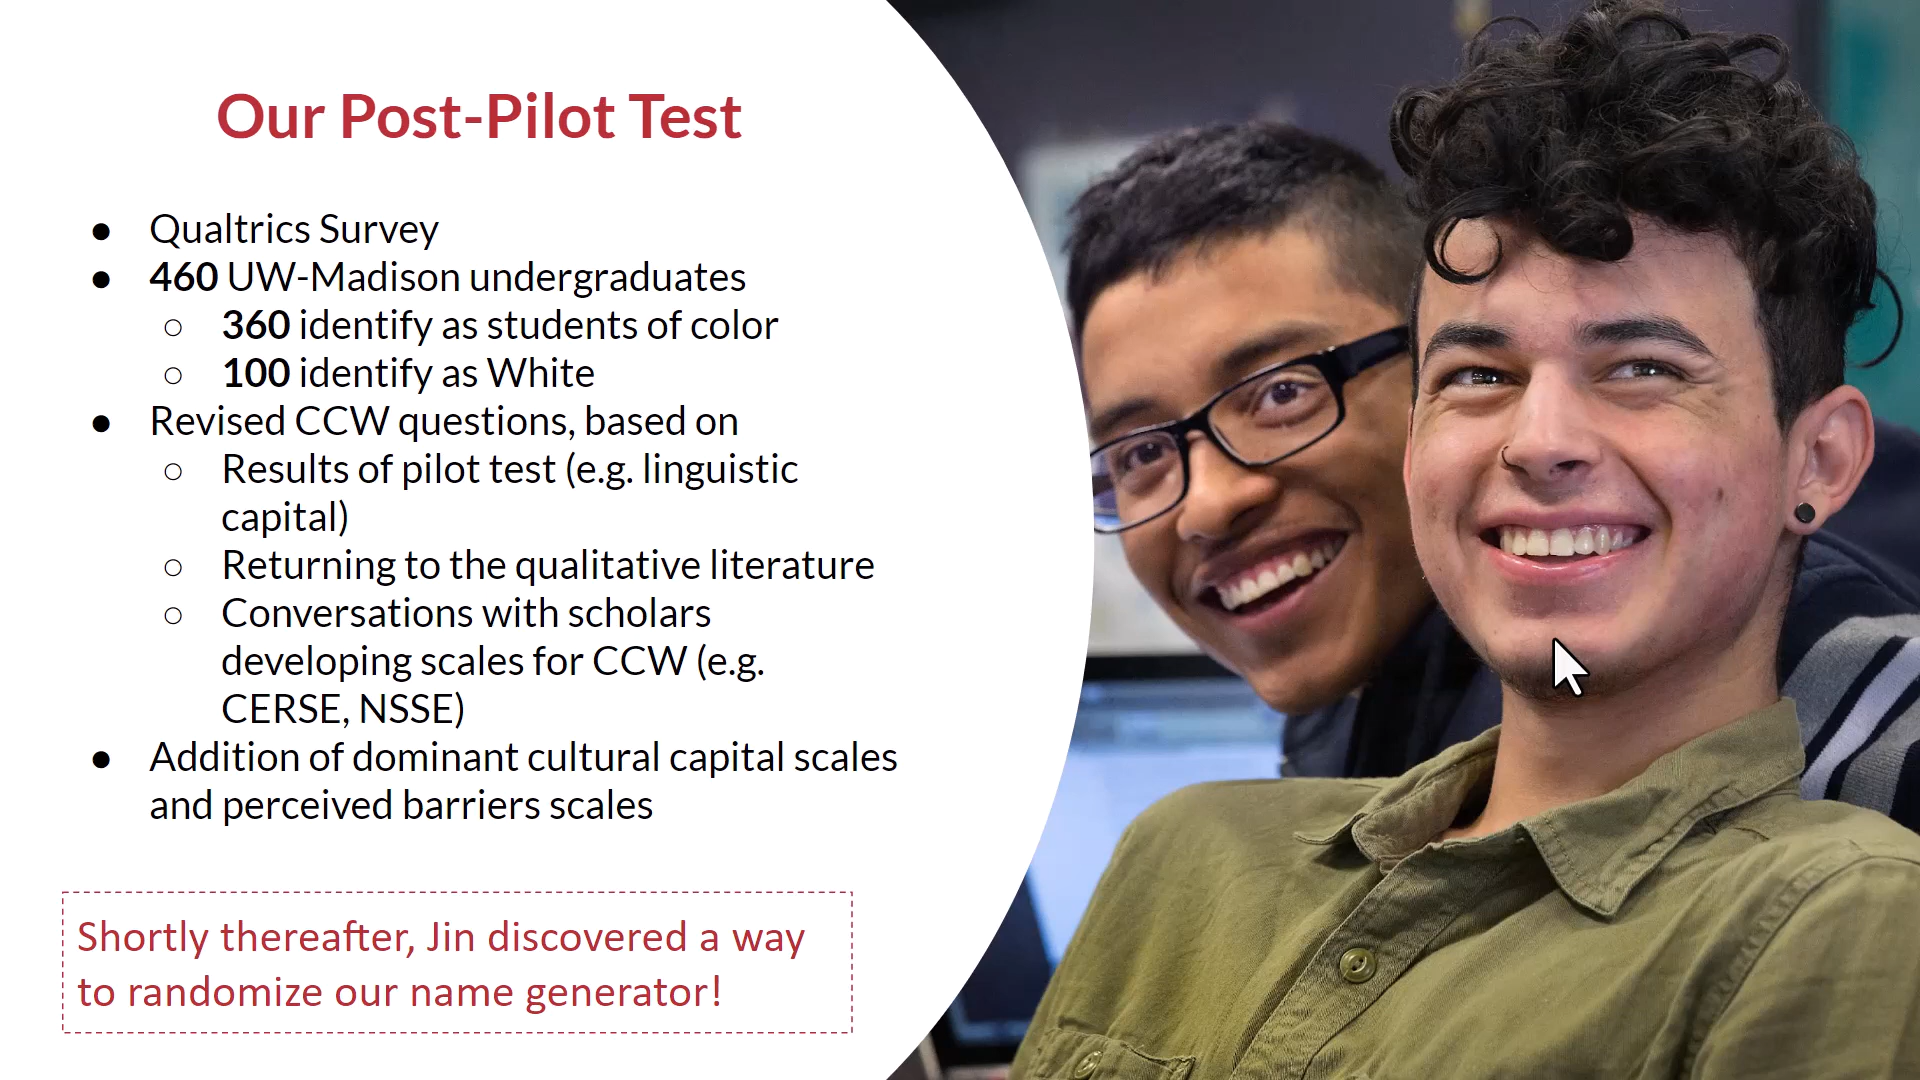 Our Post-Pilot Test
● Qualtrics Survey
● 460 UW-Madison undergraduates
○ 360 identify as students of color
○ 100 identify as White
● Revised CCW questions, based on
○ Results of pilot test (e.g. linguistic
capital)
○ Returning to the qualitative literature
○ Conversations with scholars
developing scales for CCW (e.g.
CERSE, NSSE)
● Addition of dominant cultural capital scales
and perceived barriers scales
Shortly thereafter, Jin discovered a way
to randomize our name generator!